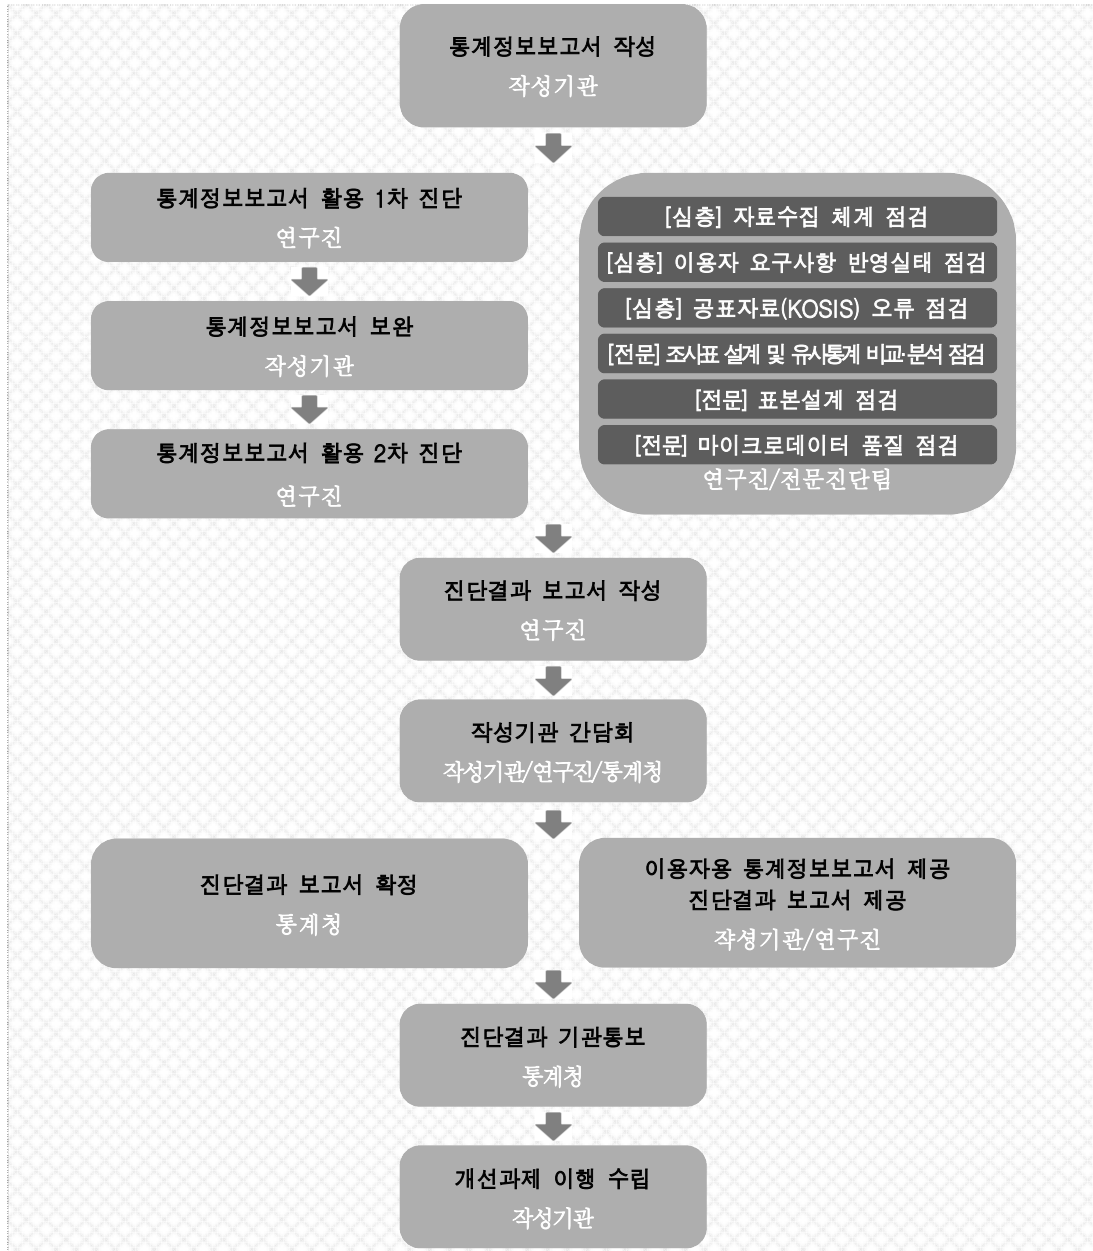 통계정보보고서 작성
작성기관
통계정보보고서 활용 1차 진단
연구진
통계정보보고서 보완
작성기관
통계정보보고서 활용 2차 진단
연구진
[심층] 자료수집 체계 점검
[심층] 이용자 요구사항 반영실태 점검
[심층] 공표자료(KOSIS) 오류 점검
[전문] 조사표 설계 및 유사통계 비교·분석 점검
[전문] 표본설계 점검
[전문] 마이크로데이터 품질 점검
연구진/전문진단팀
진단결과 보고서 작성
연구진
작성기관 간담회
작성기관/연구진/통계청
진단결과 보고서 확정
통계청
이용자용 통계정보보고서 제공
진단결과 보고서 제공
작성기관/연구진
진단결과 기관통보
통계청
개선과제 이행 수립
작성기관